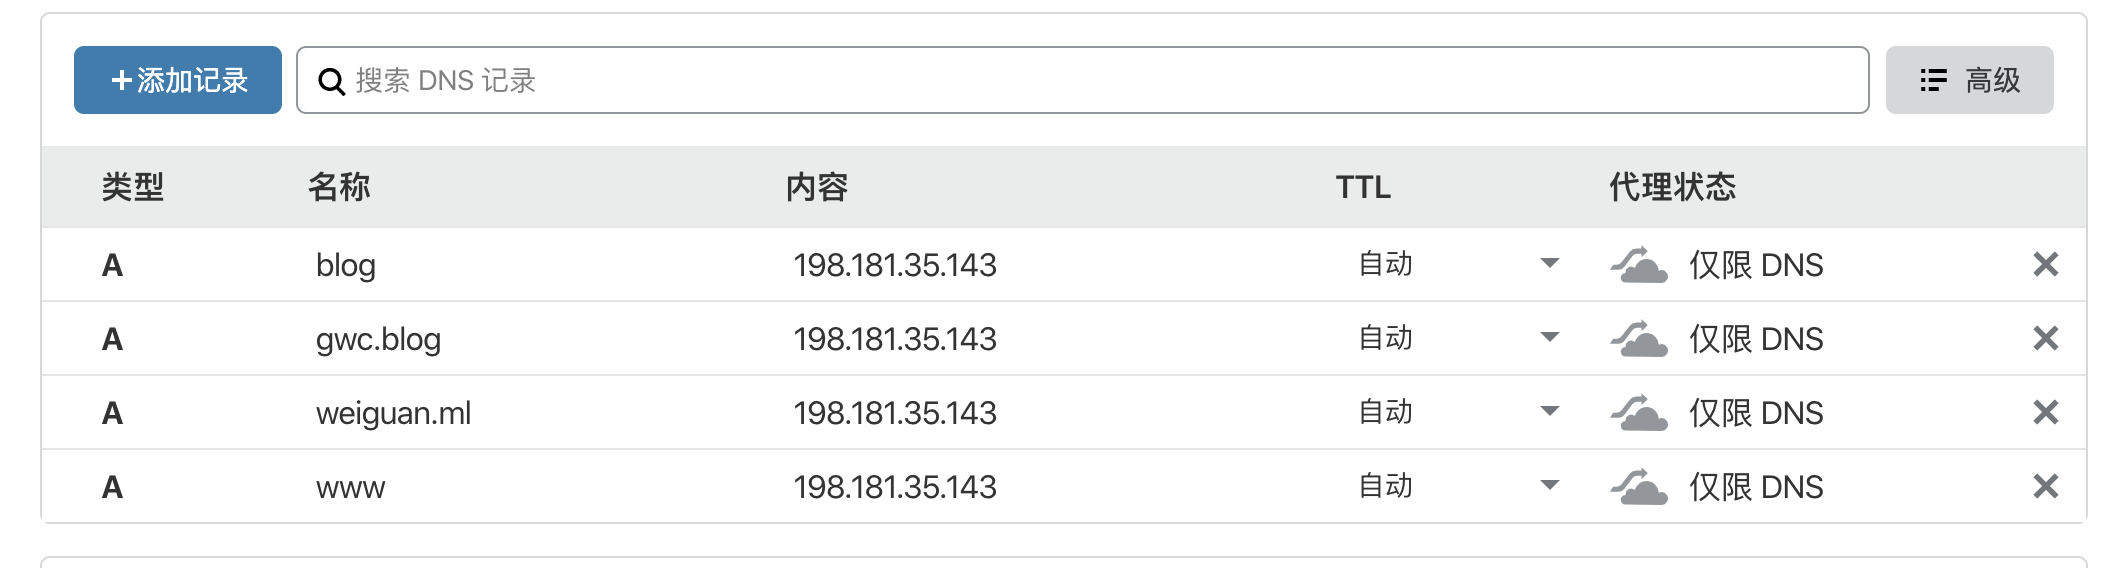 +添加记录 搜索 DNS 记录 高级
类型 名称 内容 TTL 代理状态
A blog 198.181.35.143 自动 仅限 DNS
A gwc.blog 198.181.35.143 自动 仅限 DNS
A weiguan.ml 198.181.35.143 自动 仅限 DNS
A www 198.181.35.143 自动 仅限 DNS